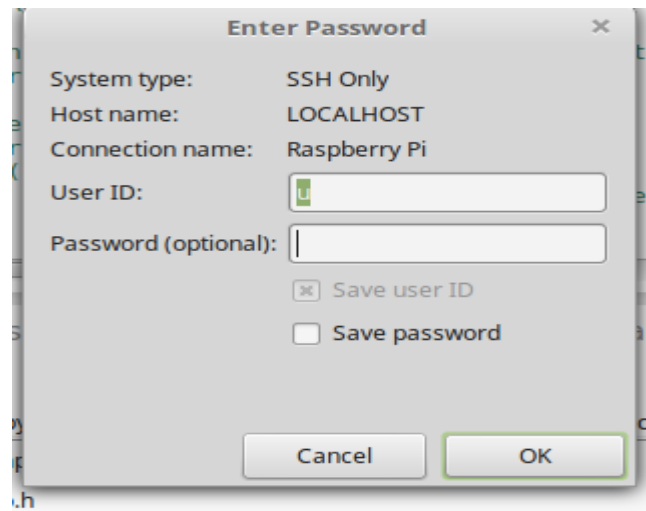 Enter Password
System type: SSH Only
Host name: LOCALHOST
Connection name: Raspberry Pi
User ID: u
Password (optional):
Save user ID
Save password
Cancel OK
.h